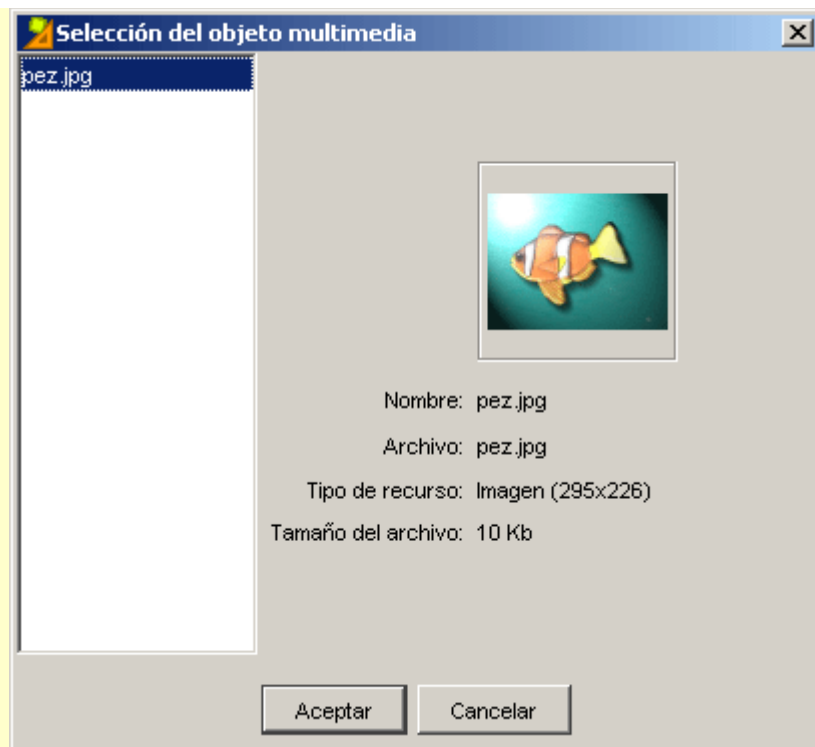 Selección del objeto multimedia
pez.jpg
Nombre: pez.jpg
Archivo: pez.jpg
Tipo de recurso: Imagen (295x226)
Tamaño del archivo: 10 Kb
Aceptar Cancelar